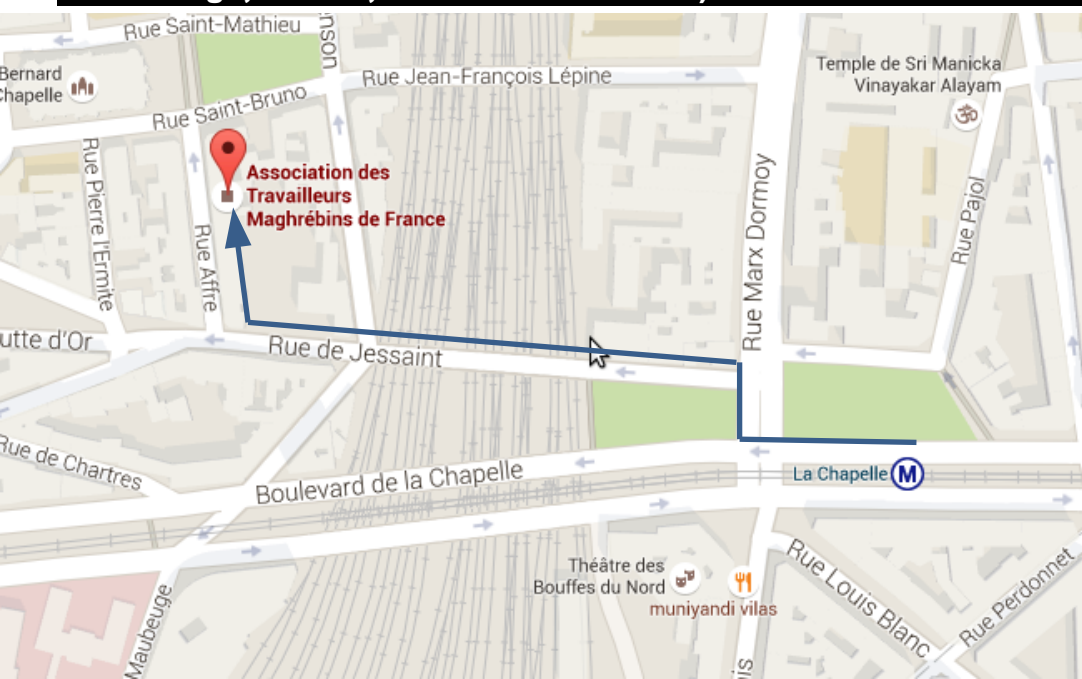 Rue Saint-Mathieu
nson
Rue Jean-François Lépine
Temple de Sri Manicka
Vinayakar Alayam
Bernard
Chapelle
Rue Saint-Bruno
Rue Pierre l'Ermite
Association des
Travailleurs
Maghrébins de France
Rue Affre
Rue Marx Dormoy
Rue Pajol
utte d'Or
Rue de Jessaint
Rue de Chartres
Boulevard de la Chapelle
La Chapelle M
Théâtre des
Bouffes du Nord
muniyandi vilas
Rue Louis Blanc
Rue Perdonnet
Maubeuge
is